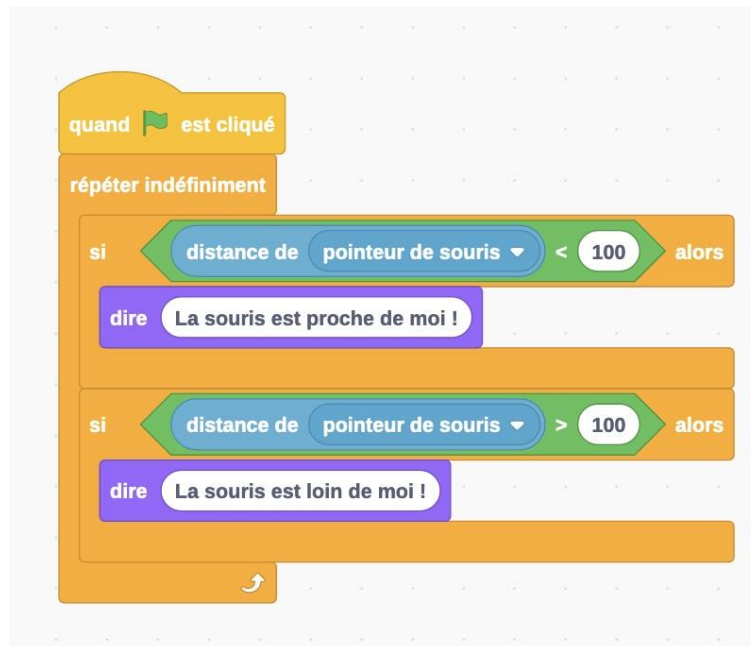 quand est cliqué
répéter indéfiniment
si distance de pointeur de souris < 100 alors
dire La souris est proche de moi !
si distance de pointeur de souris > 100 alors
dire La souris est loin de moi !